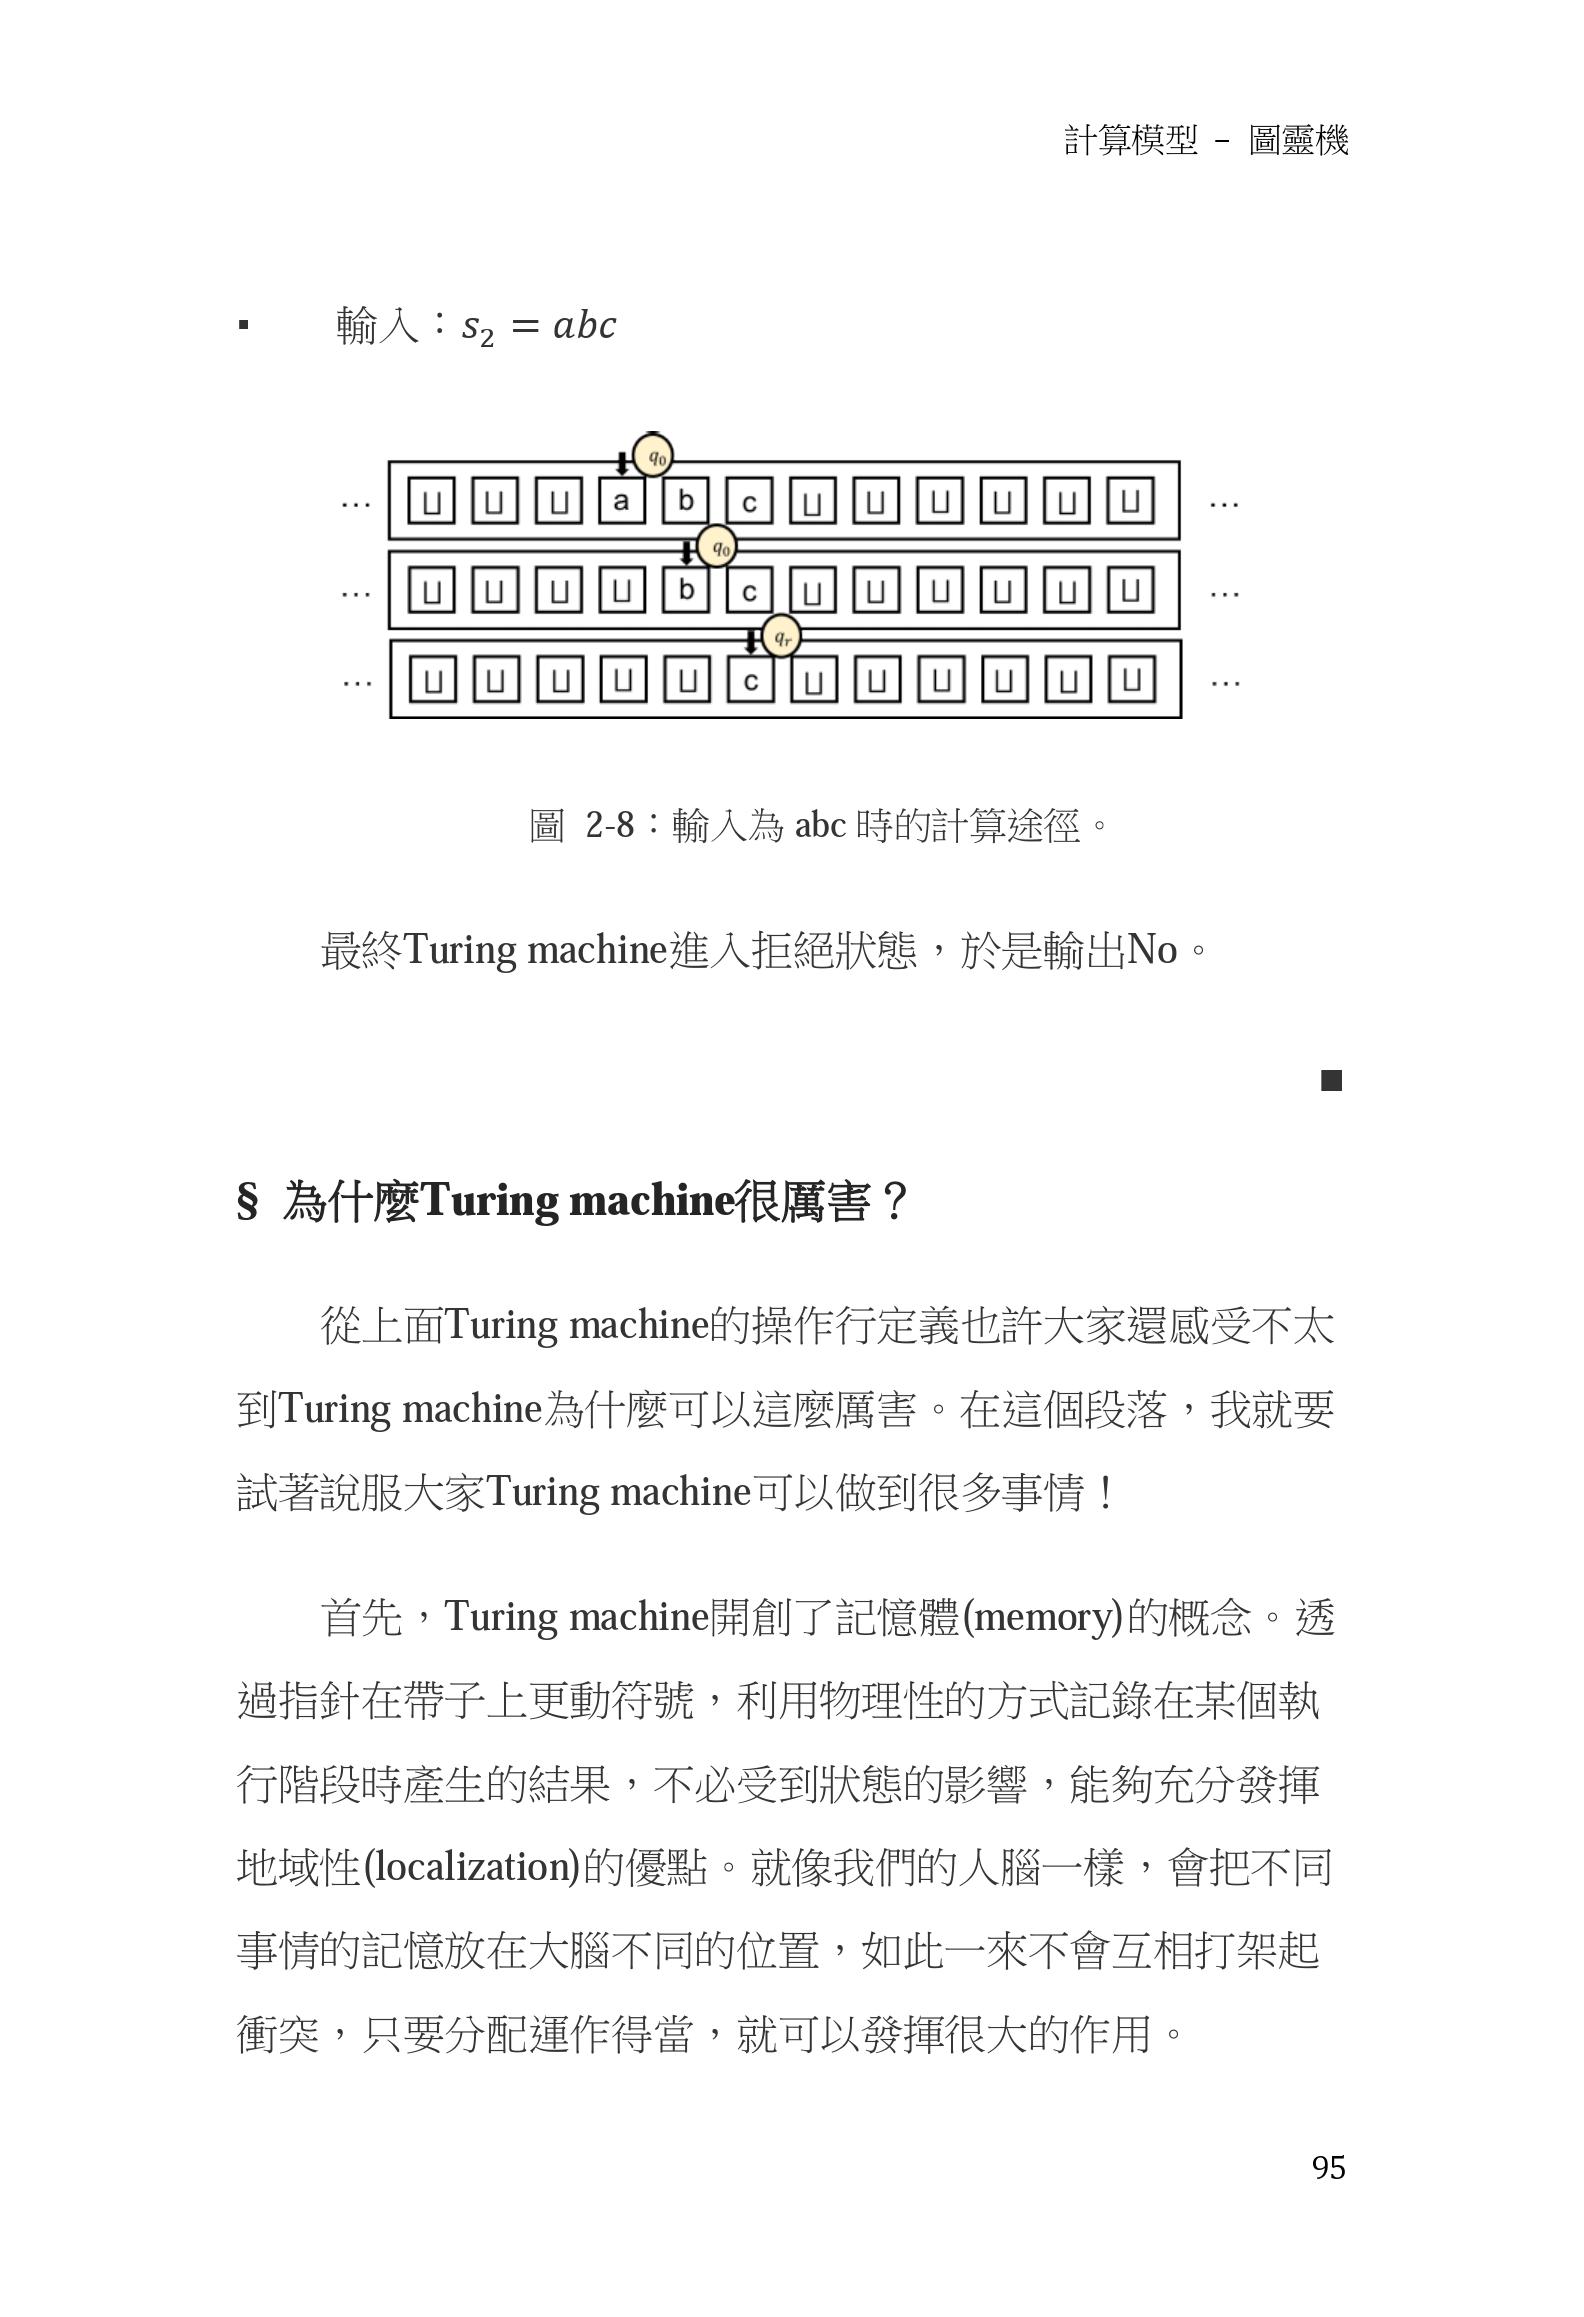 計算模型 – 圖靈機
▪ 輸入：s₂ = abc
q₀
… ⊔ ⊔ ⊔ a b c ⊔ ⊔ ⊔ ⊔ ⊔ ⊔ …
q₀
… ⊔ ⊔ ⊔ ⊔ b c ⊔ ⊔ ⊔ ⊔ ⊔ ⊔ …
qᵣ
… ⊔ ⊔ ⊔ ⊔ ⊔ c ⊔ ⊔ ⊔ ⊔ ⊔ ⊔ …
圖 2-8：輸入為 abc 時的計算途徑。
最終Turing machine進入拒絕狀態，於是輸出No。
■
§ 為什麼Turing machine很厲害？
從上面Turing machine的操作行定義也許大家還感受不太
到Turing machine為什麼可以這麼厲害。在這個段落，我就要
試著說服大家Turing machine可以做到很多事情！
首先，Turing machine開創了記憶體(memory)的概念。透
過指針在帶子上更動符號，利用物理性的方式記錄在某個執
行階段時產生的結果，不必受到狀態的影響，能夠充分發揮
地域性(localization)的優點。就像我們的人腦一樣，會把不同
事情的記憶放在大腦不同的位置，如此一來不會互相打架起
衝突，只要分配運作得當，就可以發揮很大的作用。
95